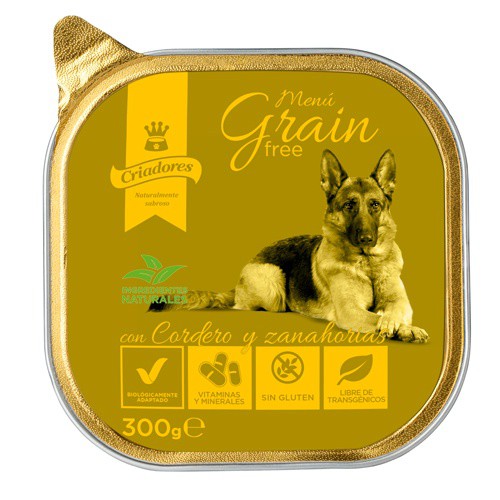 Menú
Grain
free
Criadores
Naturalmente
sabroso
INGREDIENTES
NATURALES
con Cordero y zanahorias
BIOLÓGICAMENTE
ADAPTADO
VITAMINAS
Y MINERALES
SIN GLUTEN
LIBRE DE
TRANSGÉNICOS
300g℮